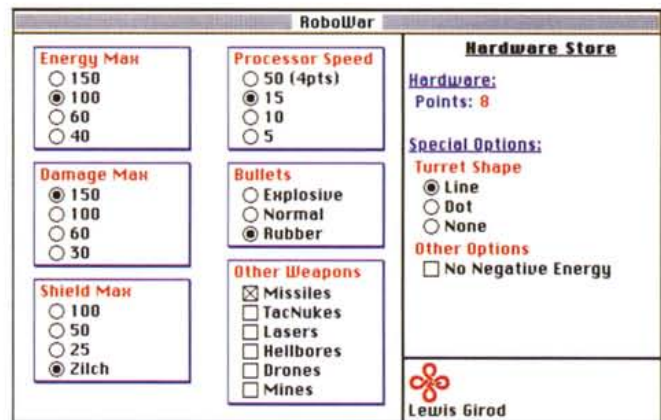 RoboWar
Energy Max
150
100
60
40
Damage Max
150
100
60
30
Shield Max
100
50
25
Zilch
Processor Speed
50 (4pts)
15
10
5
Bullets
Explosive
Normal
Rubber
Other Weapons
Missiles
TacNukes
Lasers
Hellbores
Drones
Mines
Hardware Store
Hardware:
Points: 8
Special Options:
Turret Shape
Line
Dot
None
Other Options
No Negative Energy
Lewis Girod